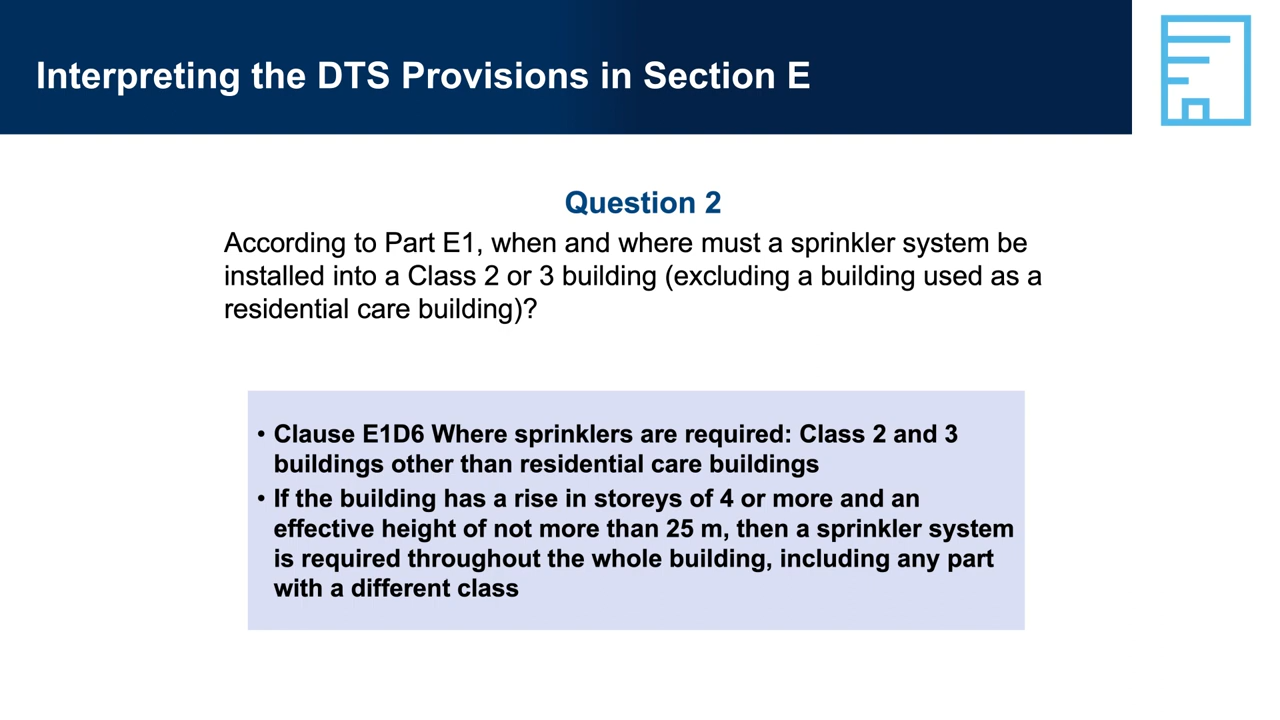 Interpreting the DTS Provisions in Section E
Question 2
According to Part E1, when and where must a sprinkler system be
installed into a Class 2 or 3 building (excluding a building used as a
residential care building)?
• Clause E1D6 Where sprinklers are required: Class 2 and 3
buildings other than residential care buildings
• If the building has a rise in storeys of 4 or more and an
effective height of not more than 25 m, then a sprinkler system
is required throughout the whole building, including any part
with a different class